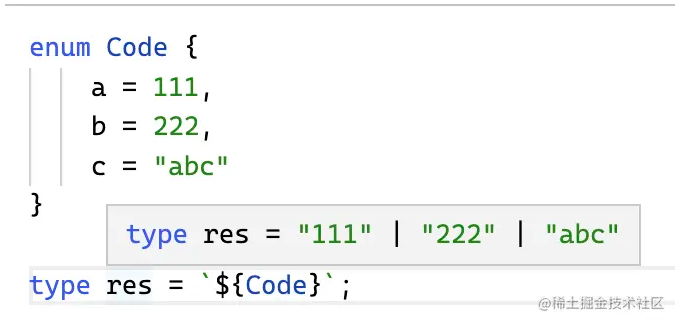 enum Code {
a = 111,
b = 222,
c = "abc"
}
type res = "111" | "222" | "abc"
type res = `${Code}`;
@稀土掘金技术社区